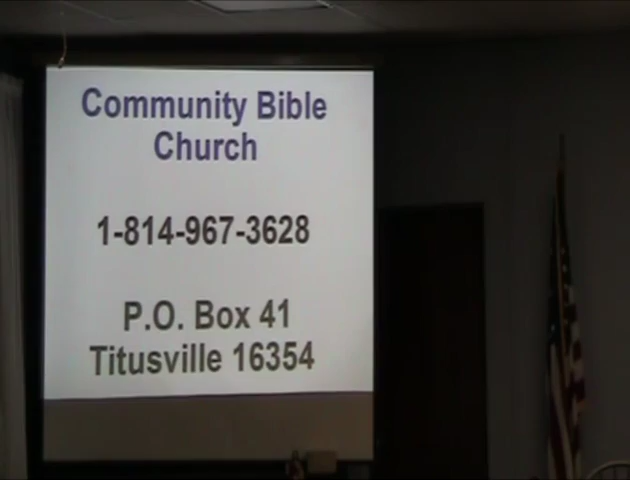 Community Bible
Church
1-814-967-3628
P.O. Box 41
Titusville 16354